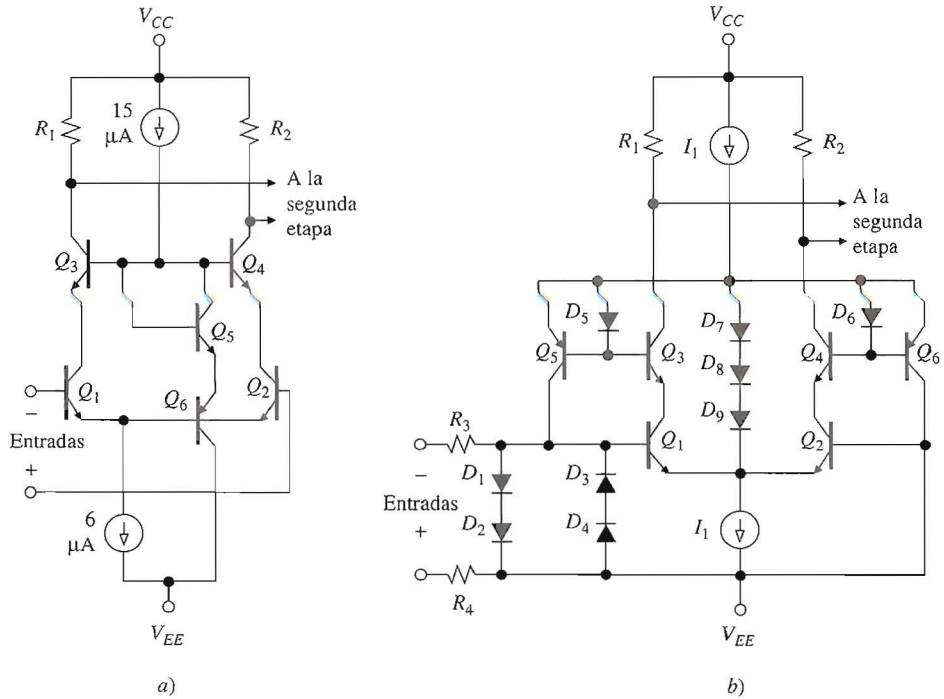 V_CC
15
µA
R_1
R_2
A la
segunda
etapa
Q_3
Q_4
Q_5
Q_1
Q_6
Q_2
−
Entradas
+
6
µA
V_EE
a)
V_CC
R_1
I_1
R_2
A la
segunda
etapa
D_5
D_7
D_6
Q_5
Q_3
D_8
Q_4
Q_6
D_9
R_3
Q_1
Q_2
−
D_1
D_3
Entradas
D_2
D_4
+
I_1
R_4
V_EE
b)